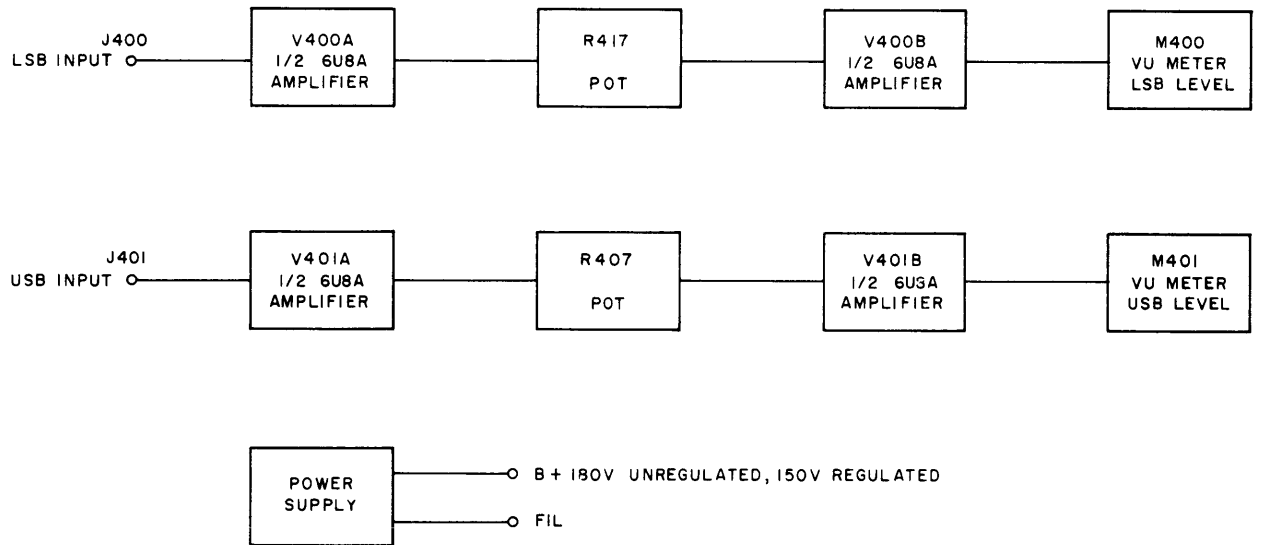 J400
LSB INPUT
V400A
1/2 6U8A
AMPLIFIER
R417
POT
V400B
1/2 6U8A
AMPLIFIER
M400
VU METER
LSB LEVEL
J401
USB INPUT
V401A
1/2 6U8A
AMPLIFIER
R407
POT
V401B
1/2 6U3A
AMPLIFIER
M401
VU METER
USB LEVEL
POWER
SUPPLY
B+ 180V UNREGULATED, 150V REGULATED
FIL